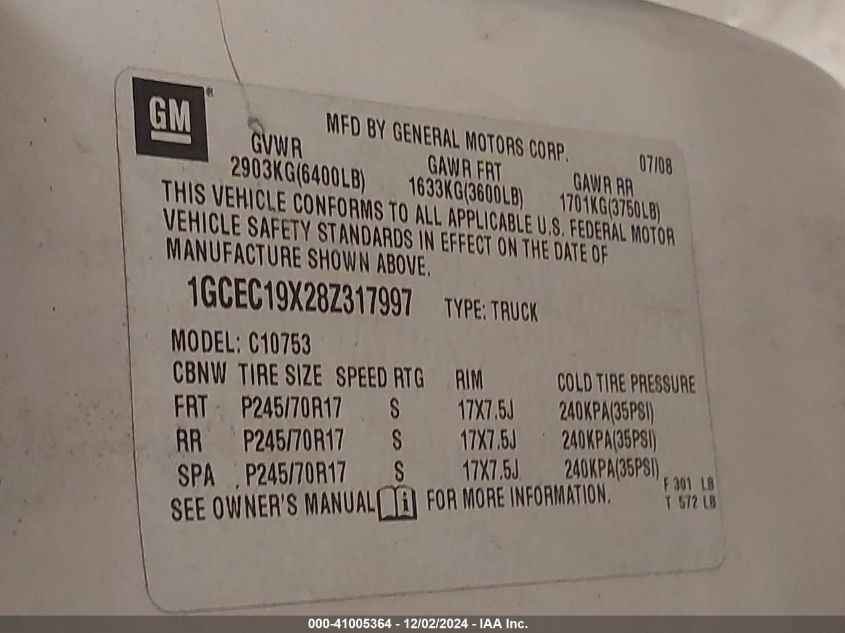 GM®
MFD BY GENERAL MOTORS CORP. 07/08
GVWR GAWR FRT GAWR RR
2903KG(6400LB) 1633KG(3600LB) 1701KG(3750LB)
THIS VEHICLE CONFORMS TO ALL APPLICABLE U.S. FEDERAL MOTOR
VEHICLE SAFETY STANDARDS IN EFFECT ON THE DATE OF
MANUFACTURE SHOWN ABOVE.
1GCEC19X28Z317997 TYPE: TRUCK
MODEL: C10753
CBNW TIRE SIZE SPEED RTG RIM COLD TIRE PRESSURE
FRT P245/70R17 S 17X7.5J 240KPA(35PSI)
RR P245/70R17 S 17X7.5J 240KPA(35PSI)
SPA P245/70R17 S 17X7.5J 240KPA(35PSI)
F 301 LB
SEE OWNER'S MANUAL i FOR MORE INFORMATION. T 572 LB
000-41005364 - 12/02/2024 - IAA Inc.